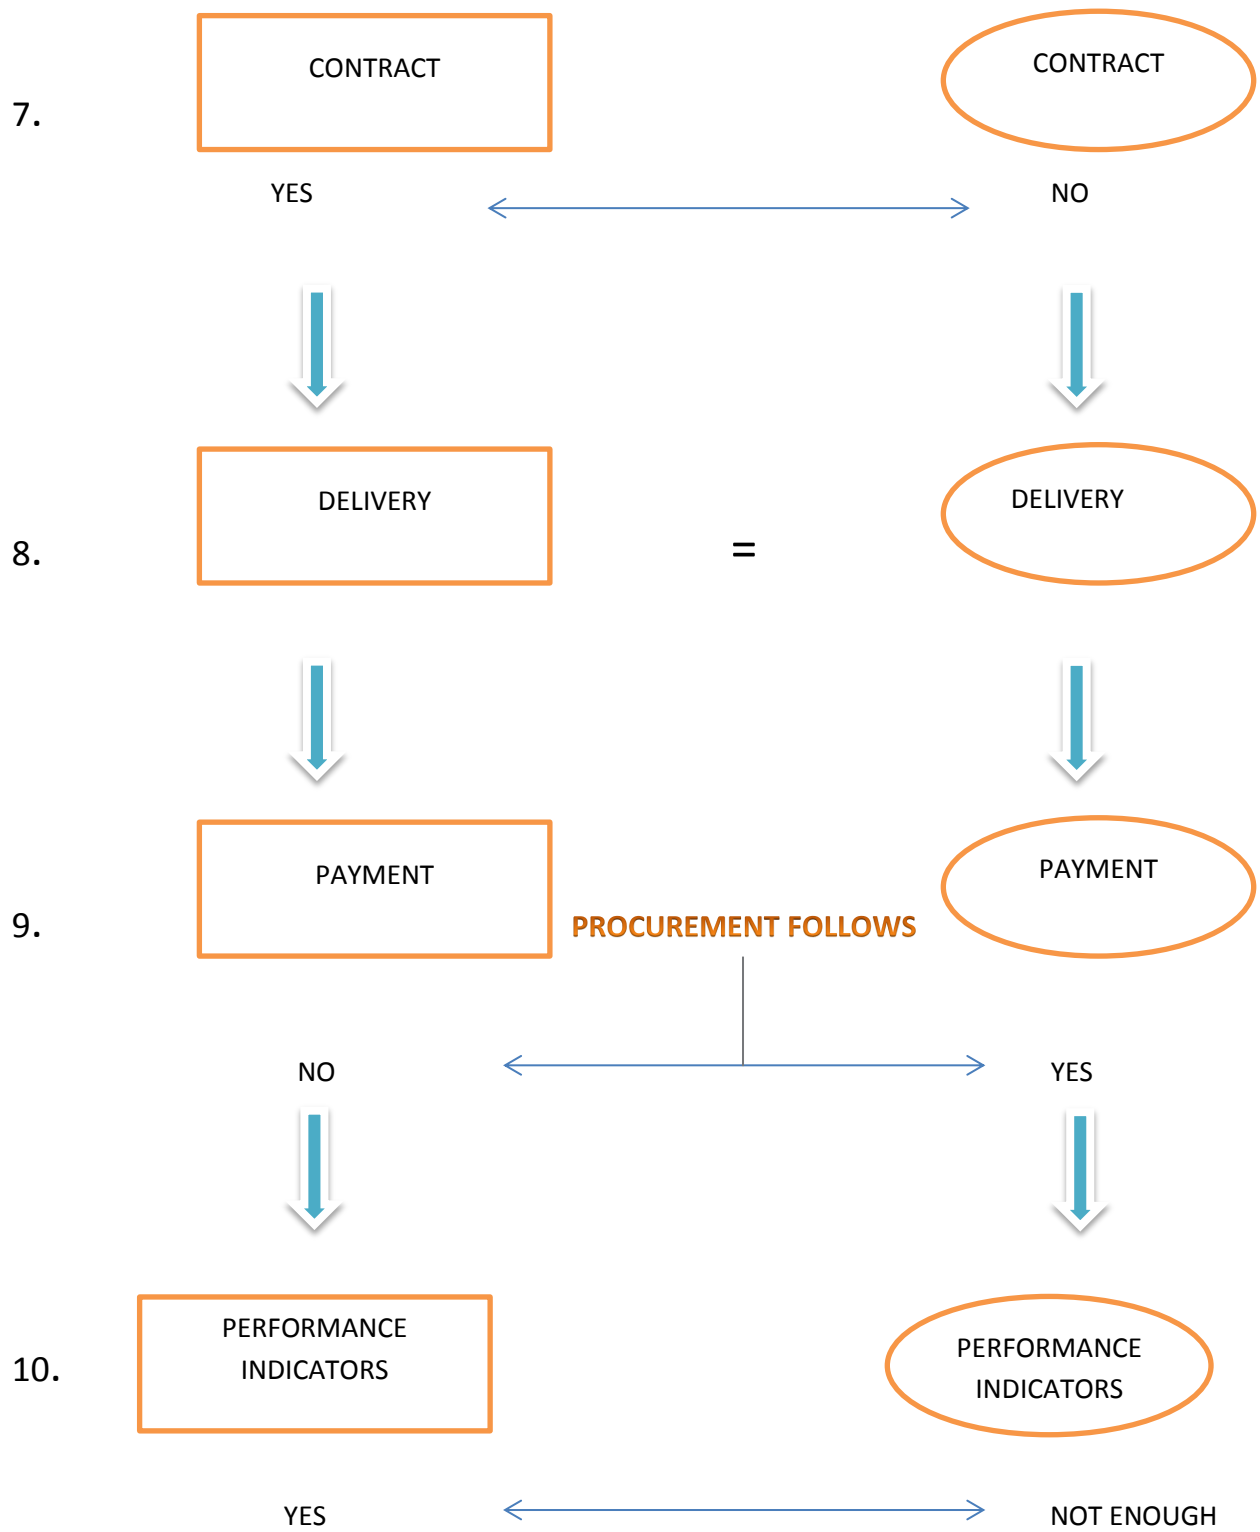 CONTRACT
CONTRACT
7.
YES
NO
DELIVERY
DELIVERY
8.
=
PAYMENT
PAYMENT
9.
PROCUREMENT FOLLOWS
NO
YES
PERFORMANCE
INDICATORS
PERFORMANCE
INDICATORS
10.
YES
NOT ENOUGH